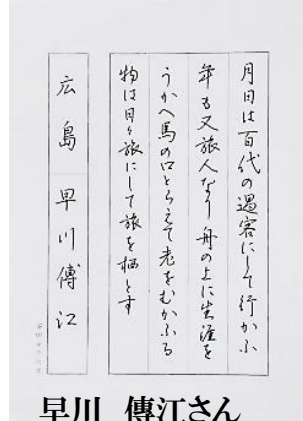 月日は百代の過客にして行かふ
年も又旅人なり舟の上に生涯を
うかへ馬の口とらえて老をむかふる
物は日々旅にして旅を栖とす
広島 早川傳江
早川 傳江さん